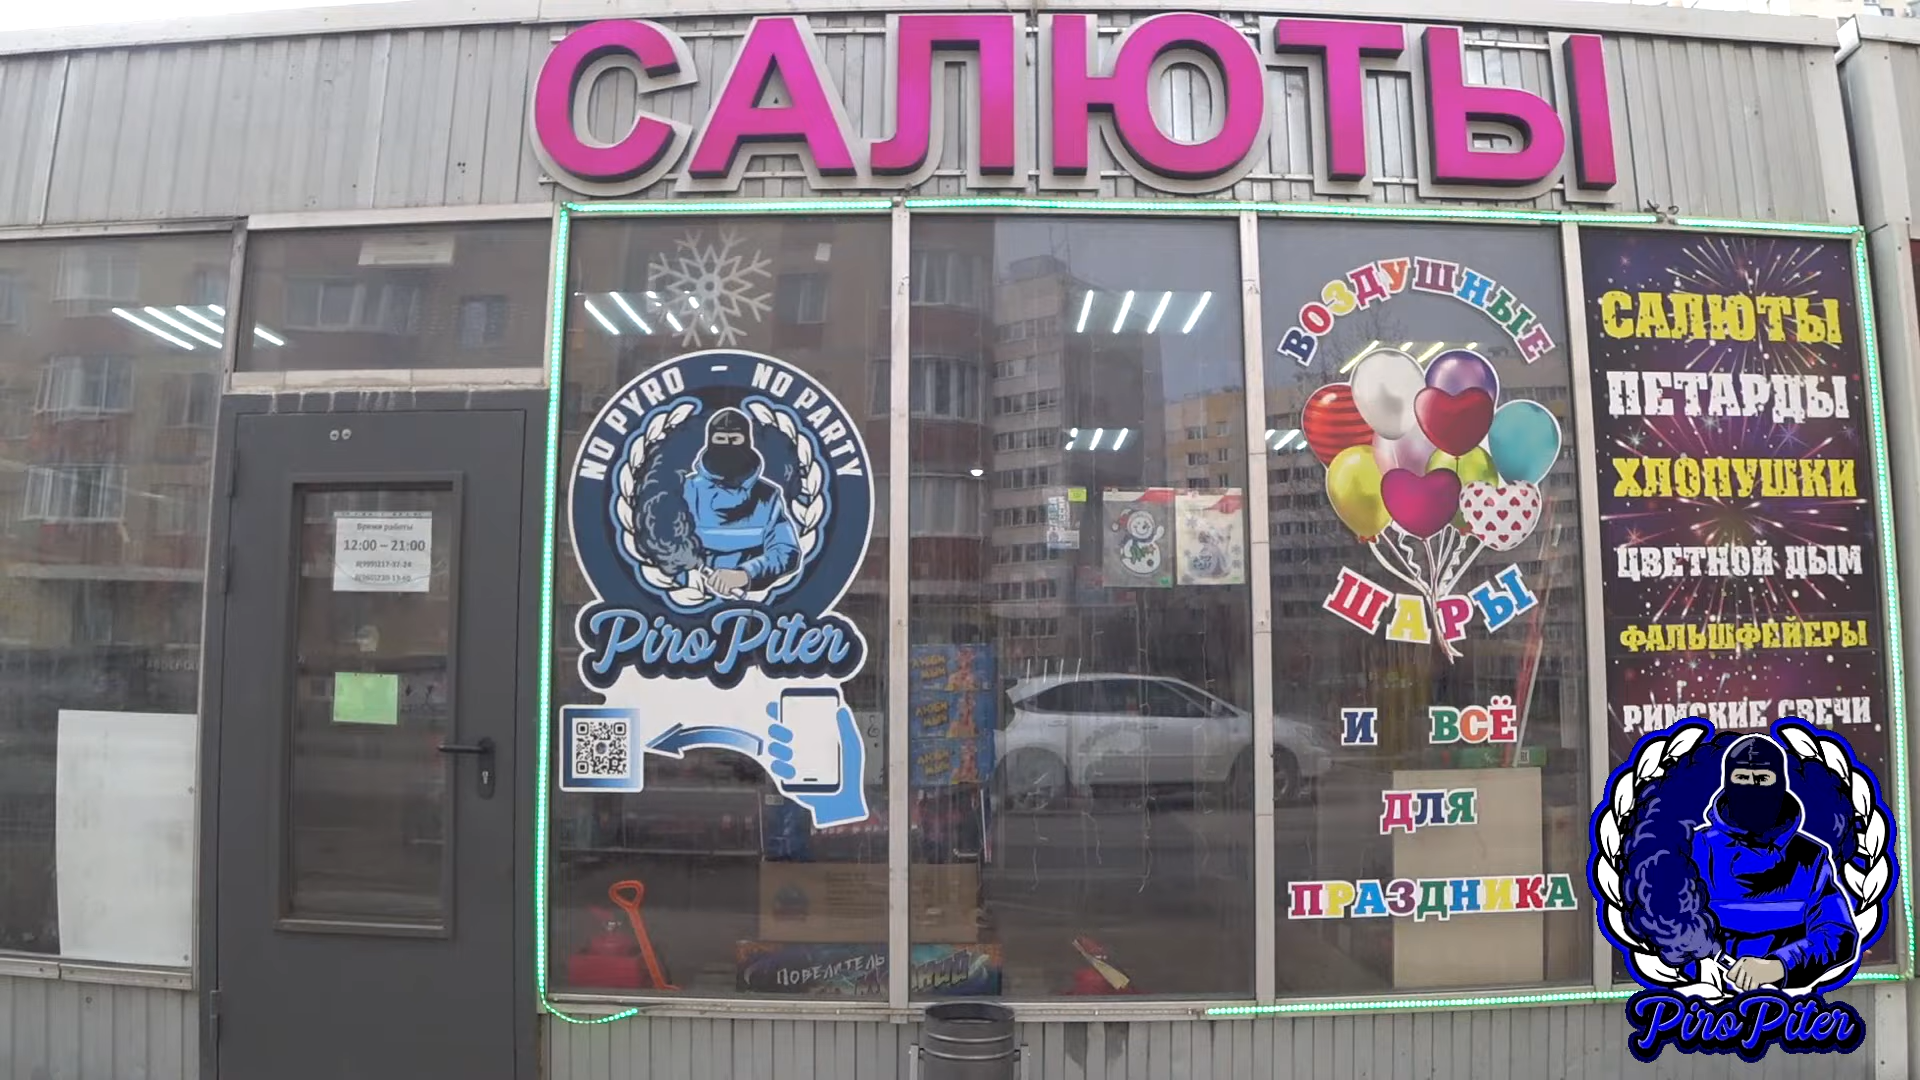 САЛЮТЫ
Время работы
12:00 – 21:00
NO PYRO - NO PARTY
PiroPiter
ПОВЕЛИТЕЛЬ
ВОЗДУШНЫЕ
ШАРЫ
И ВСЁ
ДЛЯ
ПРАЗДНИКА
САЛЮТЫ
ПЕТАРДЫ
ХЛОПУШКИ
ЦВЕТНОЙ ДЫМ
ФАЛЬШФЕЙЕРЫ
РИМСКИЕ СВЕЧИ
PiroPiter